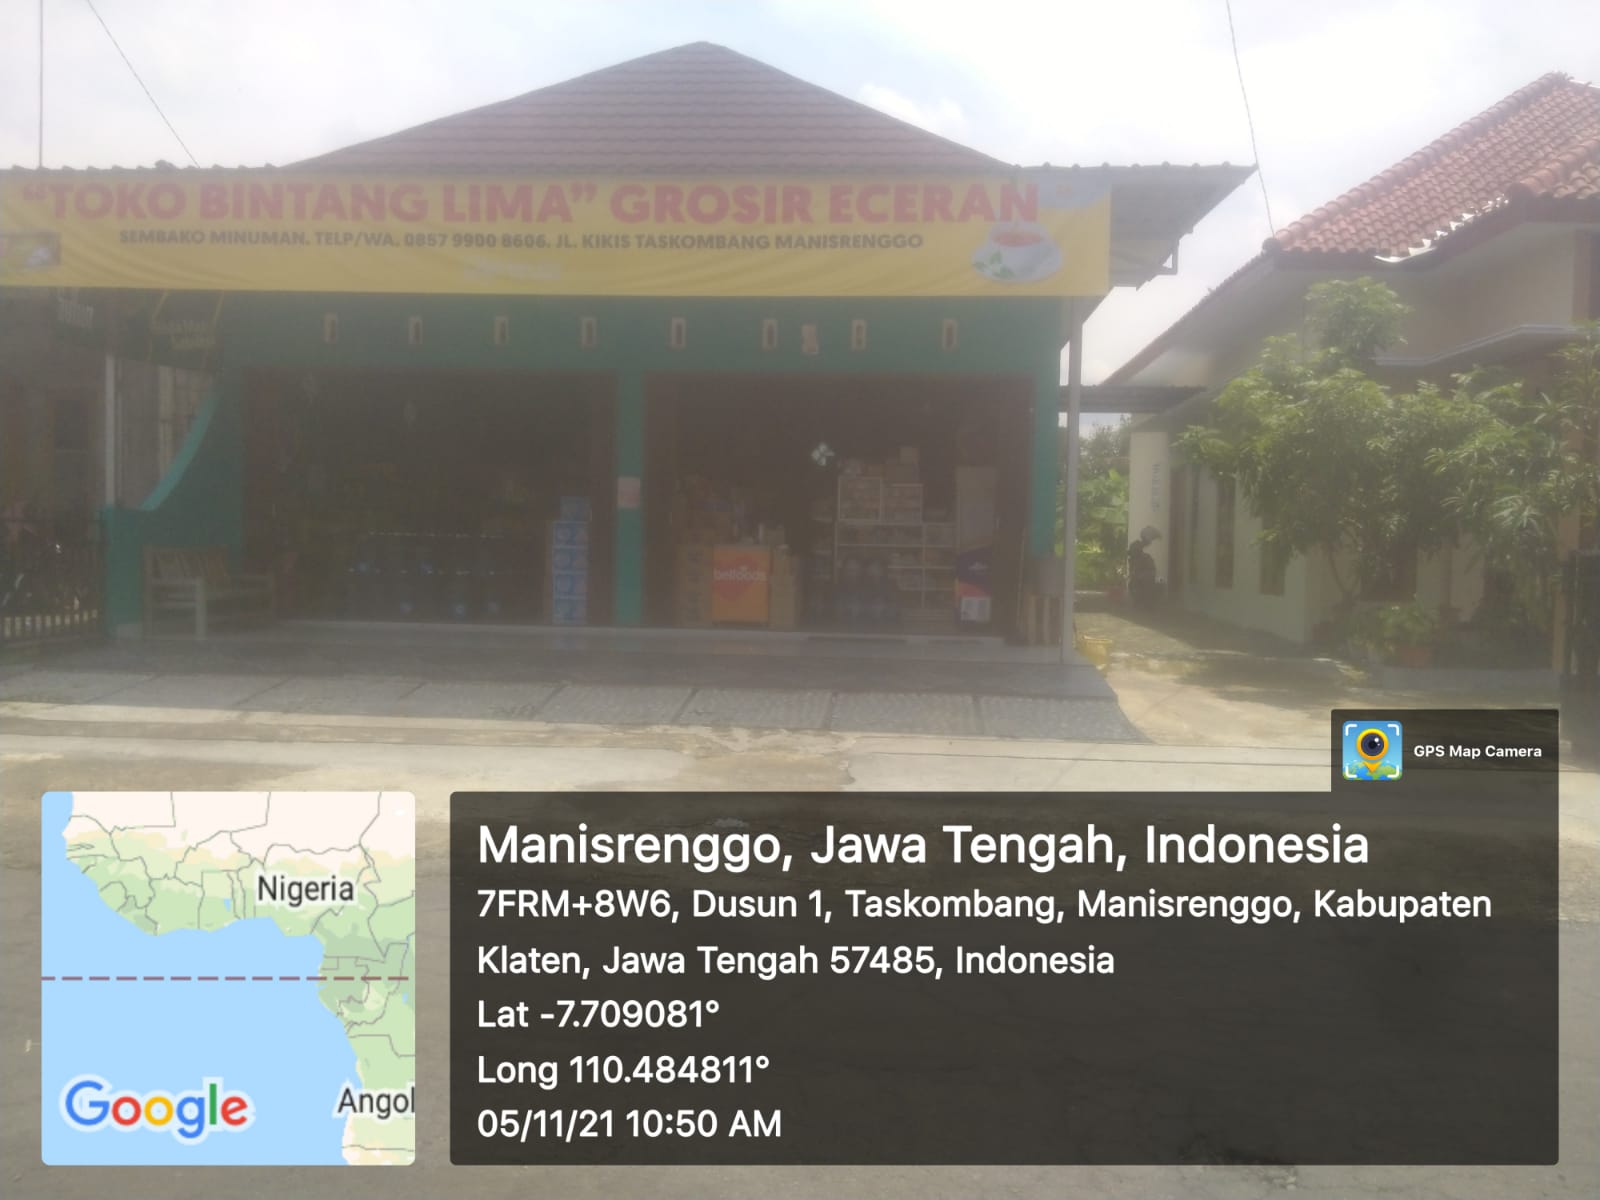 “TOKO BINTANG LIMA” GROSIR ECERAN
SEMBAKO MINUMAN. TELP/WA. 0857 9900 8606. JL. KIKIS TASKOMBANG MANISRENGGO
belfoods
GPS Map Camera
Nigeria
Angol
Google
Manisrenggo, Jawa Tengah, Indonesia
7FRM+8W6, Dusun 1, Taskombang, Manisrenggo, Kabupaten
Klaten, Jawa Tengah 57485, Indonesia
Lat -7.709081°
Long 110.484811°
05/11/21 10:50 AM